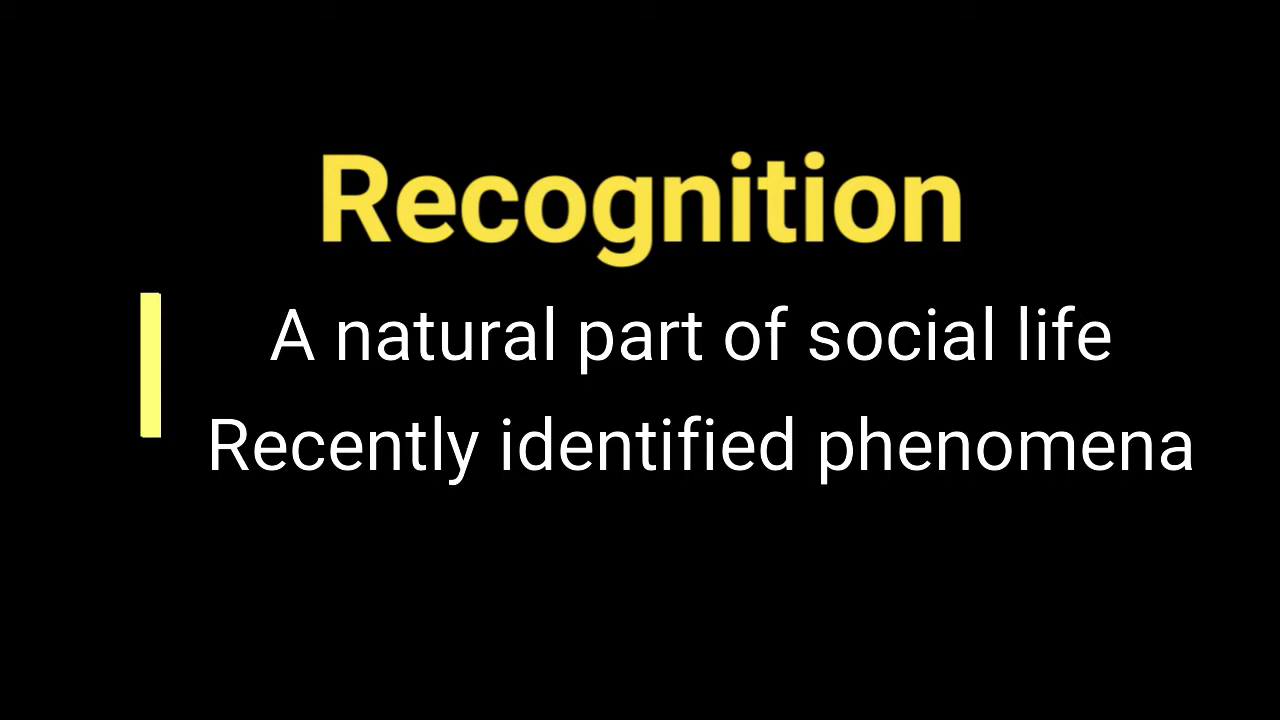 Recognition
A natural part of social life
Recently identified phenomena